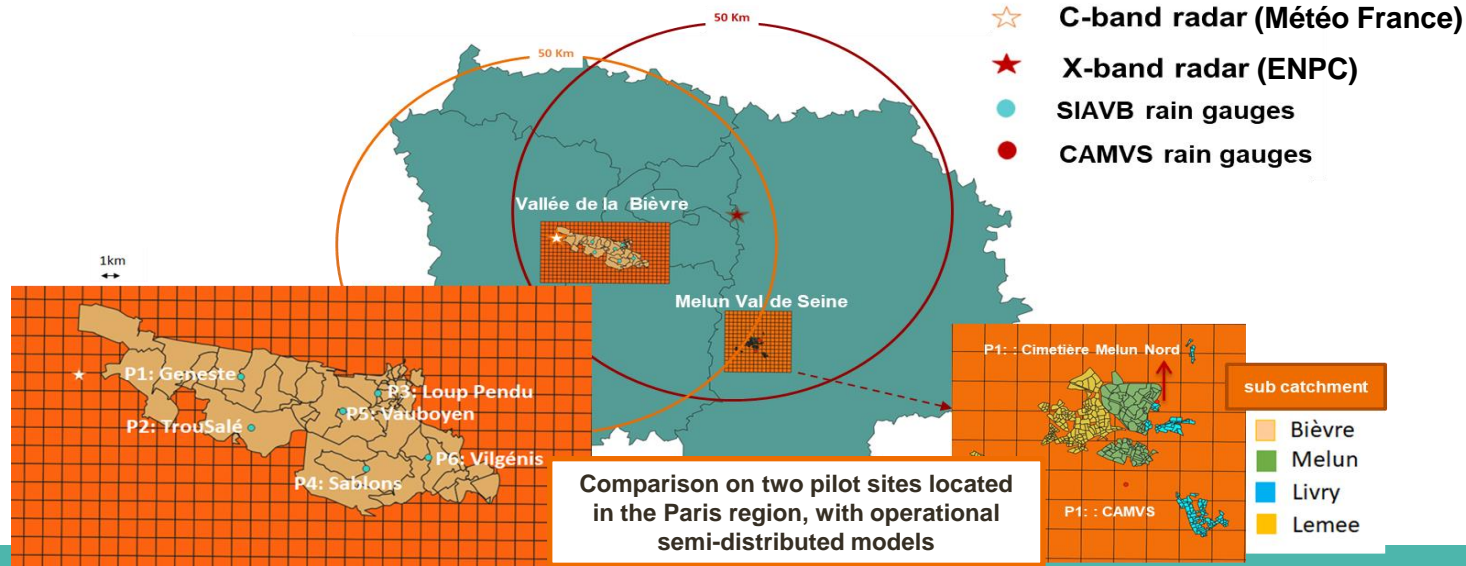 50 Km
50 Km
C-band radar (Météo France)
X-band radar (ENPC)
SIAVB rain gauges
CAMVS rain gauges
Vallée de la Bièvre
Melun Val de Seine
1km
P1: Geneste
P2: TrouSalé
P3: Loup Pendu
P5: Vauboyen
P6: Vilgénis
P4: Sablons
P1: : Cimetière Melun Nord
P1: : CAMVS
sub catchment
Bièvre
Melun
Livry
Lemee
Comparison on two pilot sites located
in the Paris region, with operational
semi-distributed models